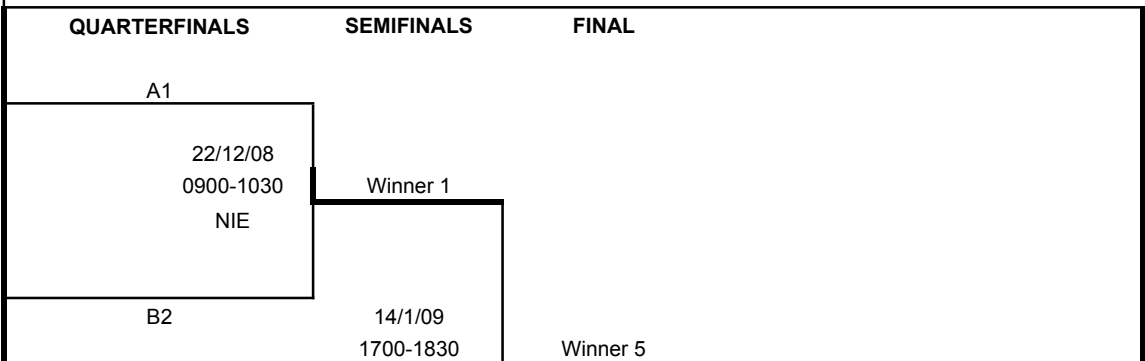 QUARTERFINALS SEMIFINALS FINAL
A1
22/12/08
0900-1030 Winner 1
NIE
B2 14/1/09
1700-1830 Winner 5